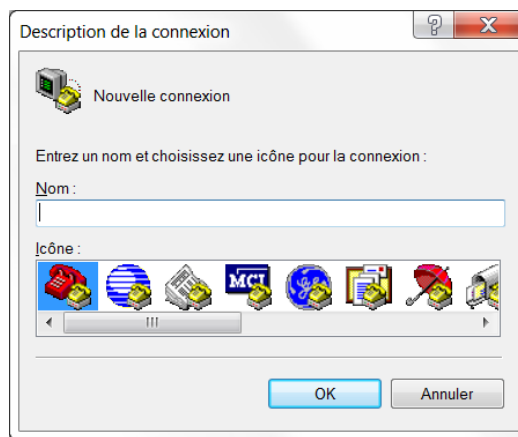 Description de la connexion
Nouvelle connexion
Entrez un nom et choisissez une icône pour la connexion :
Nom :
Icône :
MCI
OK
Annuler